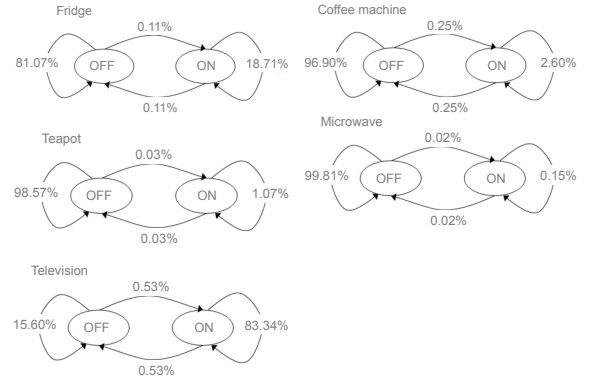 Fridge
0.11%
81.07%
OFF
ON
18.71%
0.11%
Coffee machine
0.25%
96.90%
OFF
ON
2.60%
0.25%
Teapot
0.03%
98.57%
OFF
ON
1.07%
0.03%
Microwave
0.02%
99.81%
OFF
ON
0.15%
0.02%
Television
0.53%
15.60%
OFF
ON
83.34%
0.53%